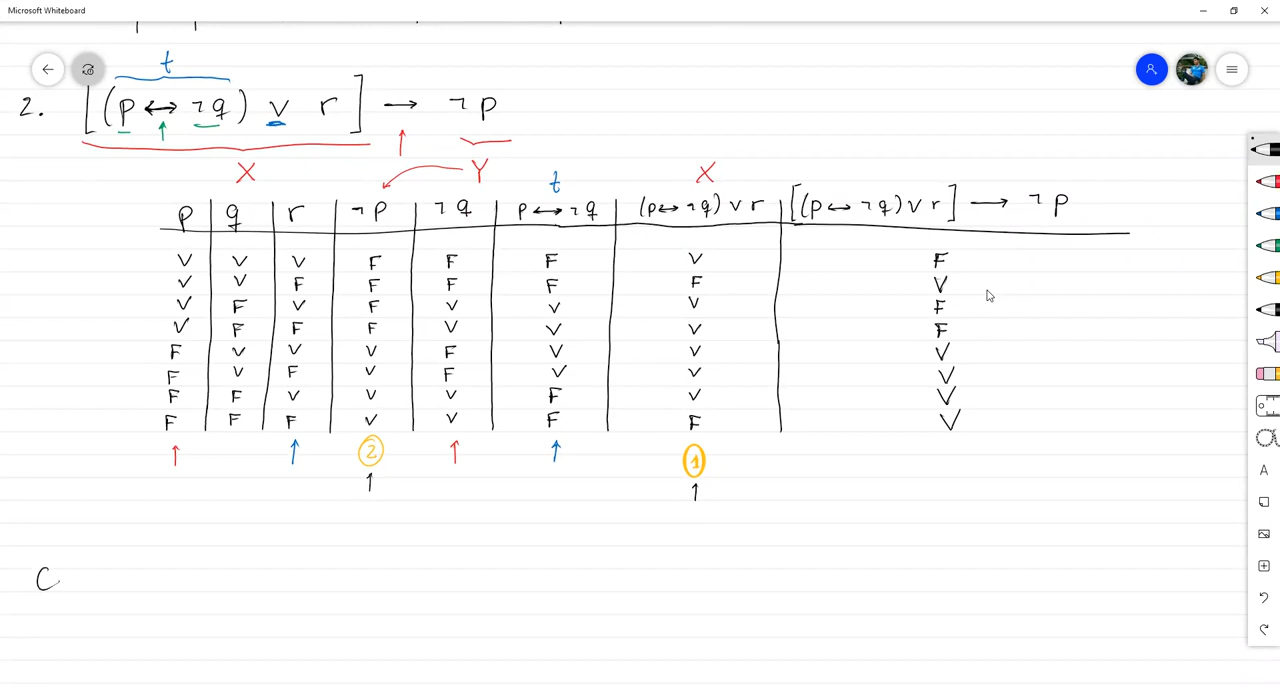 Microsoft Whiteboard
t
2. [(p ↔ ¬q) ∨ r] → ¬p
X Y t X
p q r ¬p ¬q p ↔ ¬q (p ↔ ¬q) ∨ r [(p ↔ ¬q) ∨ r] → ¬p
V V V F F F V F
V V F F F F F V
V F V F V V V F
V F F F V V V F
F V V V F V V V
F V F V F V V V
F F V V V F V V
F F F V V F F V
2 1
C
A